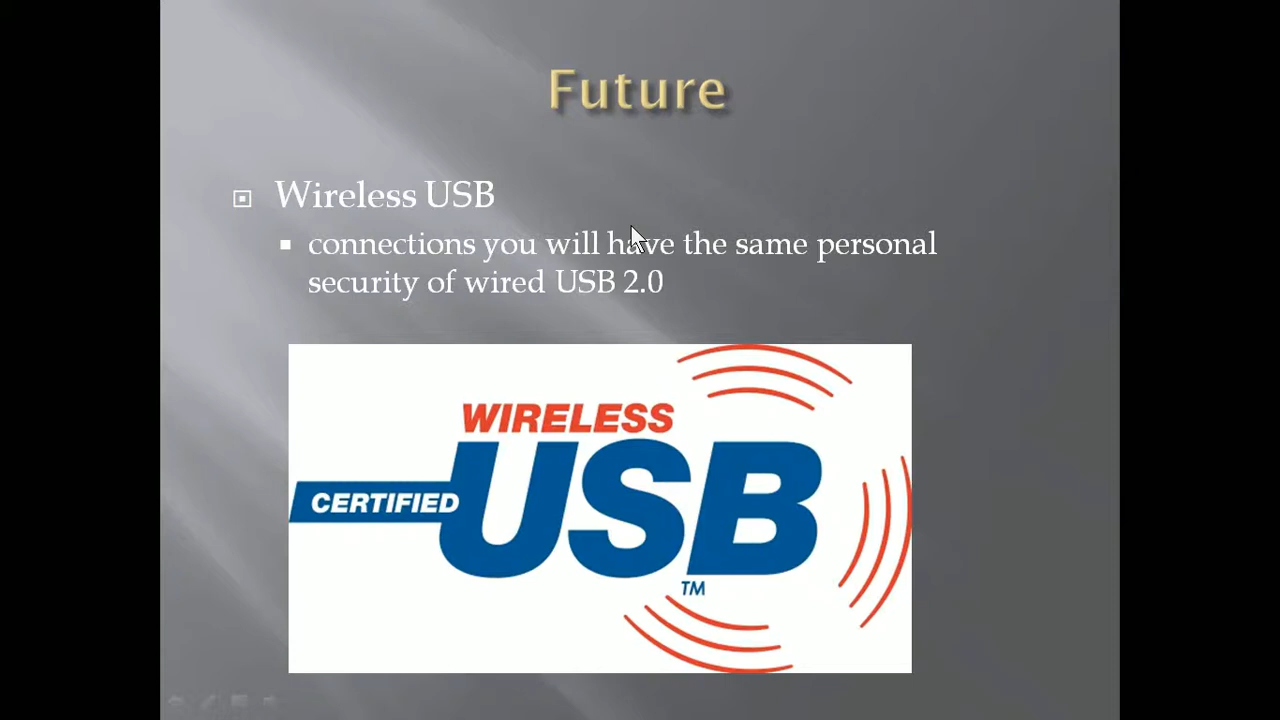 Future
Wireless USB
connections you will have the same personal
security of wired USB 2.0
WIRELESS
CERTIFIED USB
TM